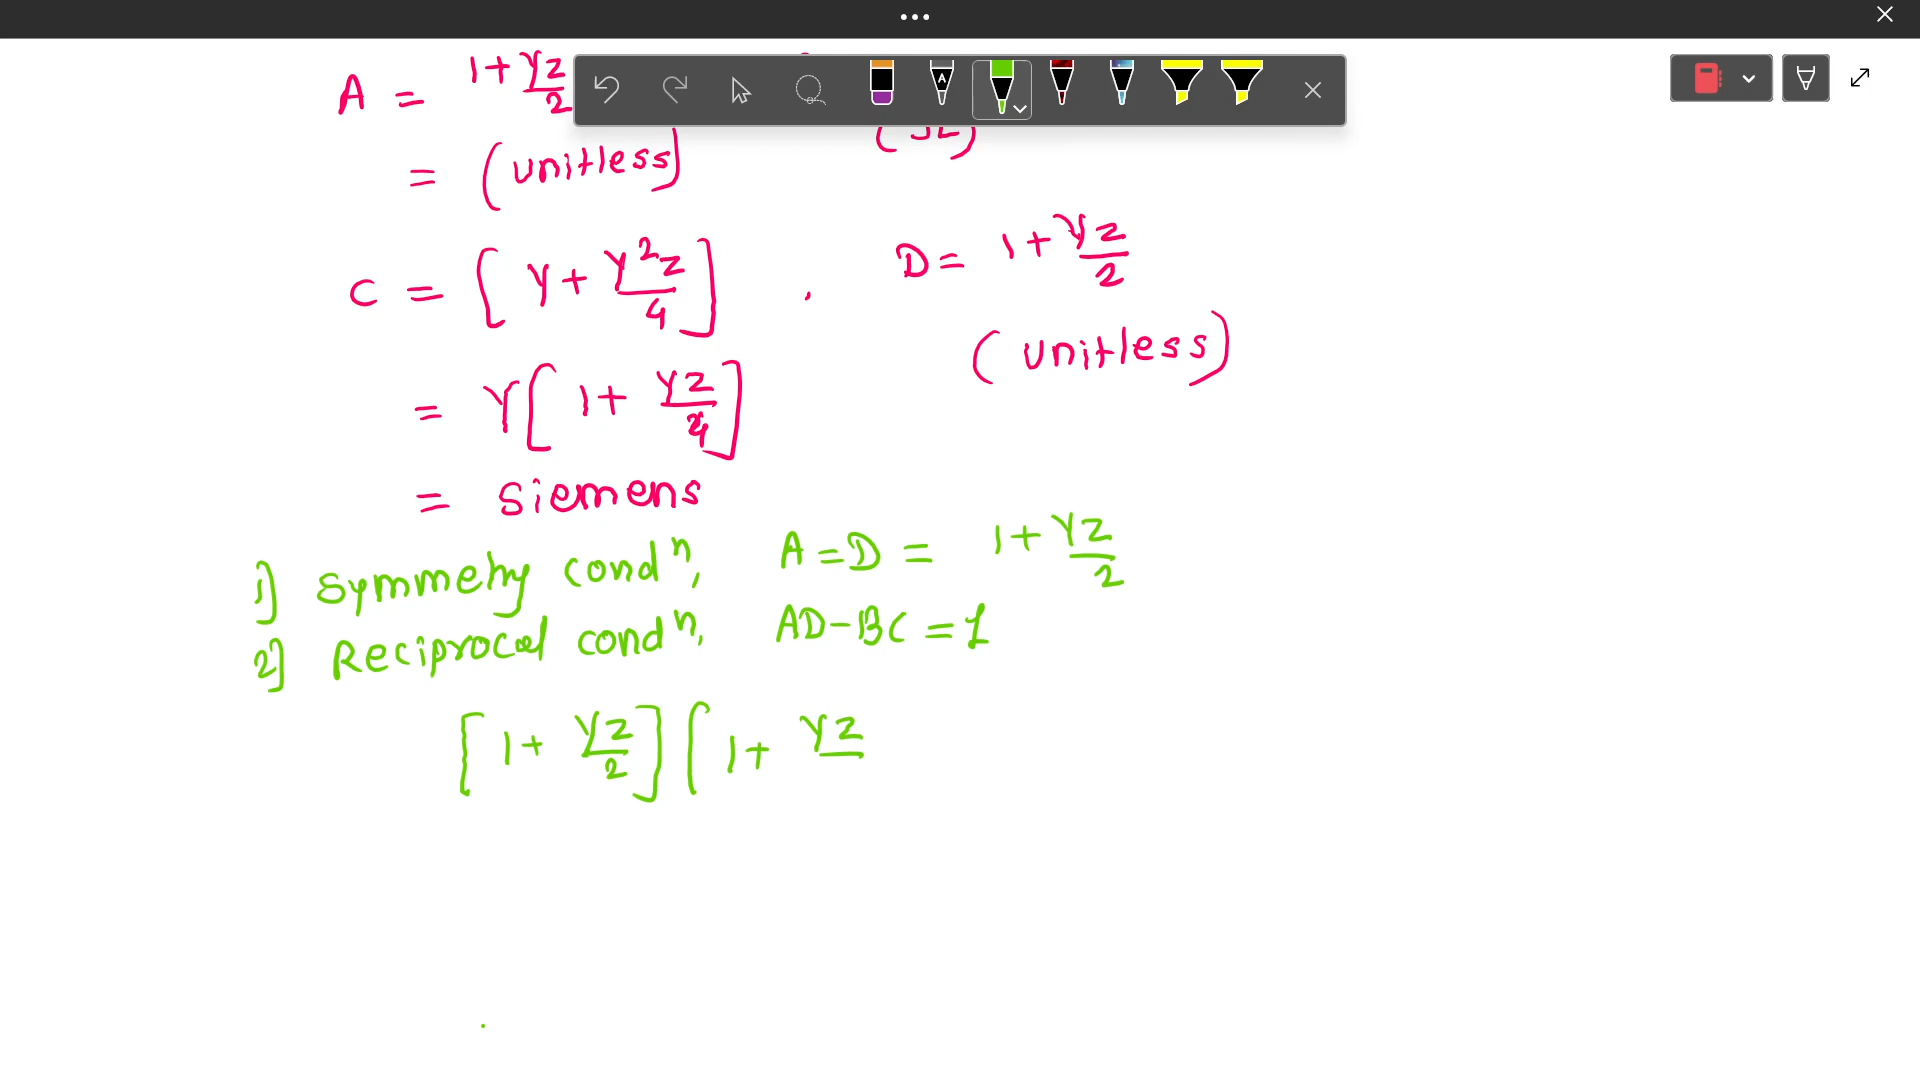 A = 1+ YZ/2
= (unitless)
C = [ Y + Y²Z/4 ] .
D = 1 + YZ/2
(unitless)
= Y[ 1+ YZ/4 ]
= Siemens
1] Symmetry condⁿ, A = D = 1 + YZ/2
2] Reciprocal condⁿ, AD - BC = 1
[ 1 + YZ/2 ] [ 1 + YZ